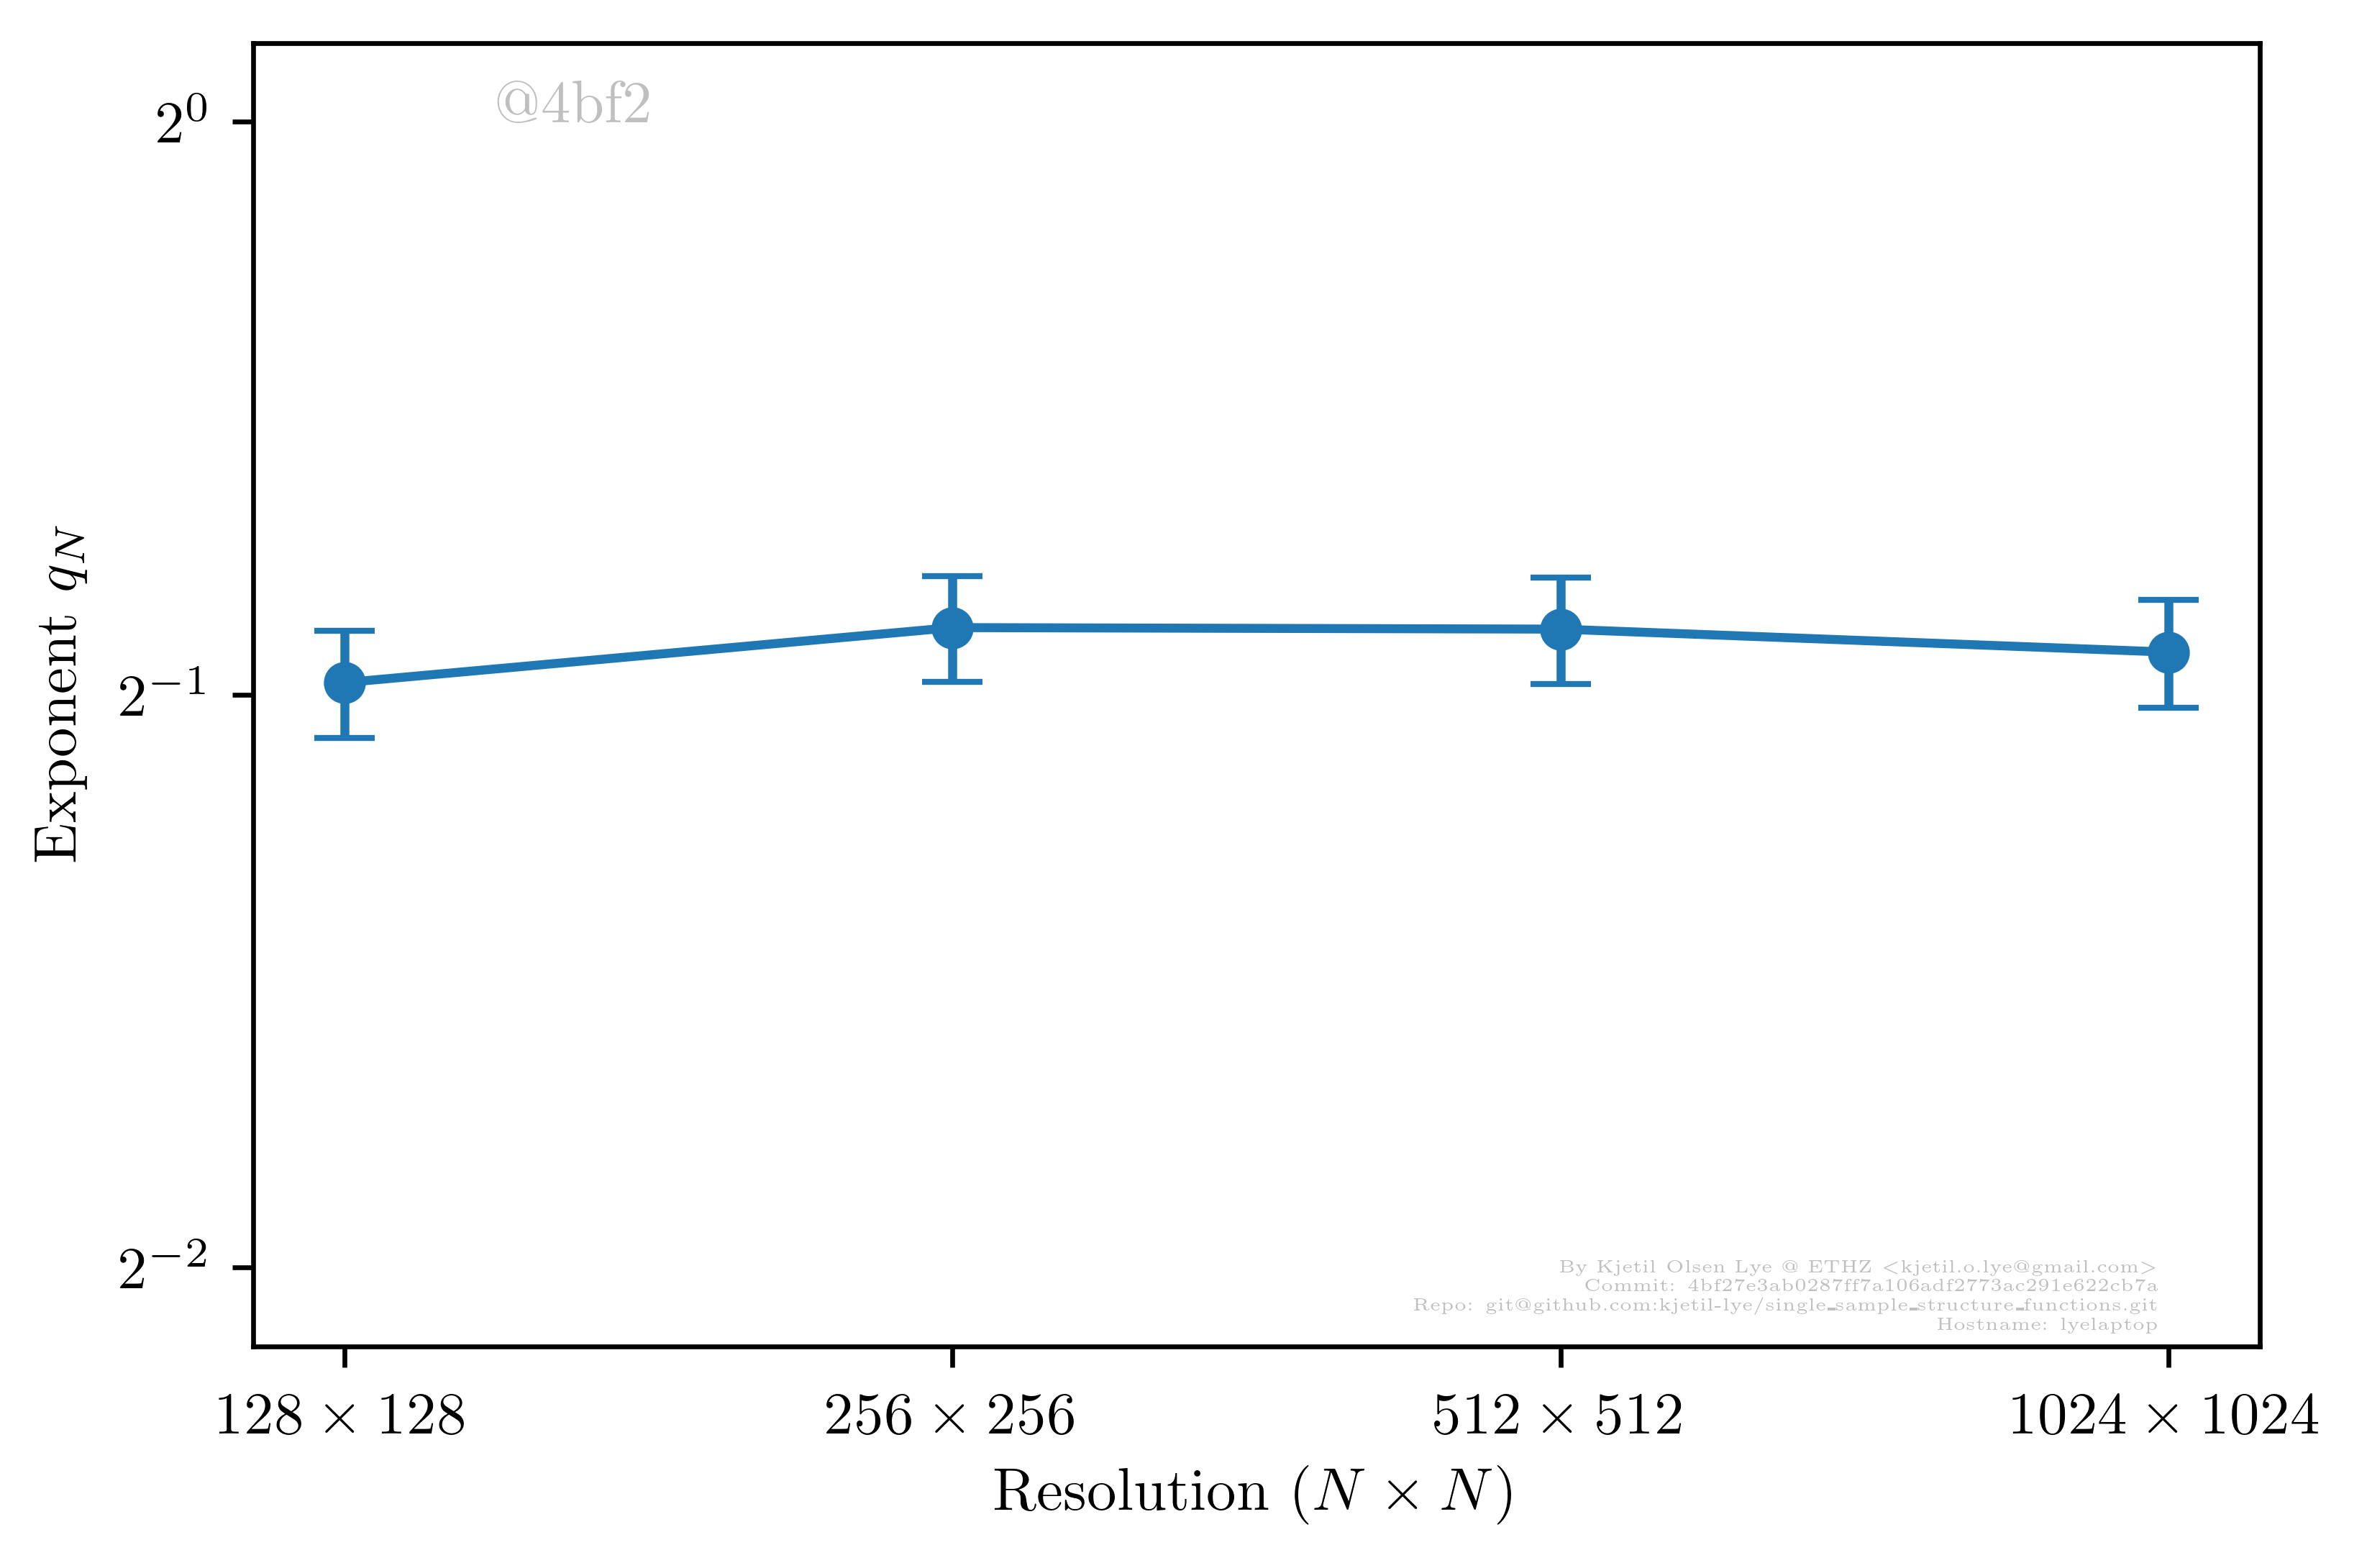 @4bf2
2^0
2^{-1}
2^{-2}
Exponent q_N
By Kjetil Olsen Lye @ ETHZ <kjetil.o.lye@gmail.com>
Commit: 4bf27e3ab0287ff7a106adf2773ac291e622cb7a
Repo: git@github.com:kjetil-lye/single_sample_structure_functions.git
Hostname: lyelaptop
128 × 128 256 × 256 512 × 512 1024 × 1024
Resolution (N × N)